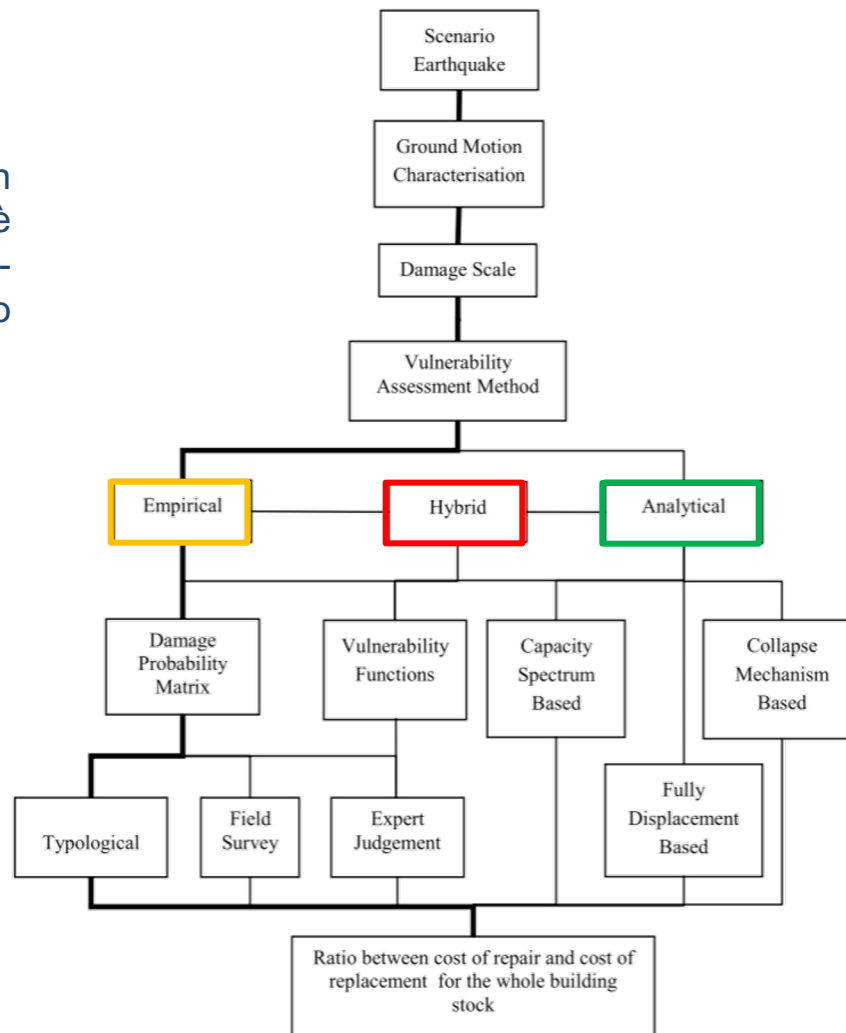 Scenario
Earthquake
Ground Motion
Characterisation
n
è
-
o
Damage Scale
Vulnerability
Assessment Method
Empirical
Hybrid
Analytical
Damage
Probability
Matrix
Vulnerability
Functions
Capacity
Spectrum
Based
Collapse
Mechanism
Based
Typological
Field
Survey
Expert
Judgement
Fully
Displacement
Based
Ratio between cost of repair and cost of
replacement for the whole building
stock